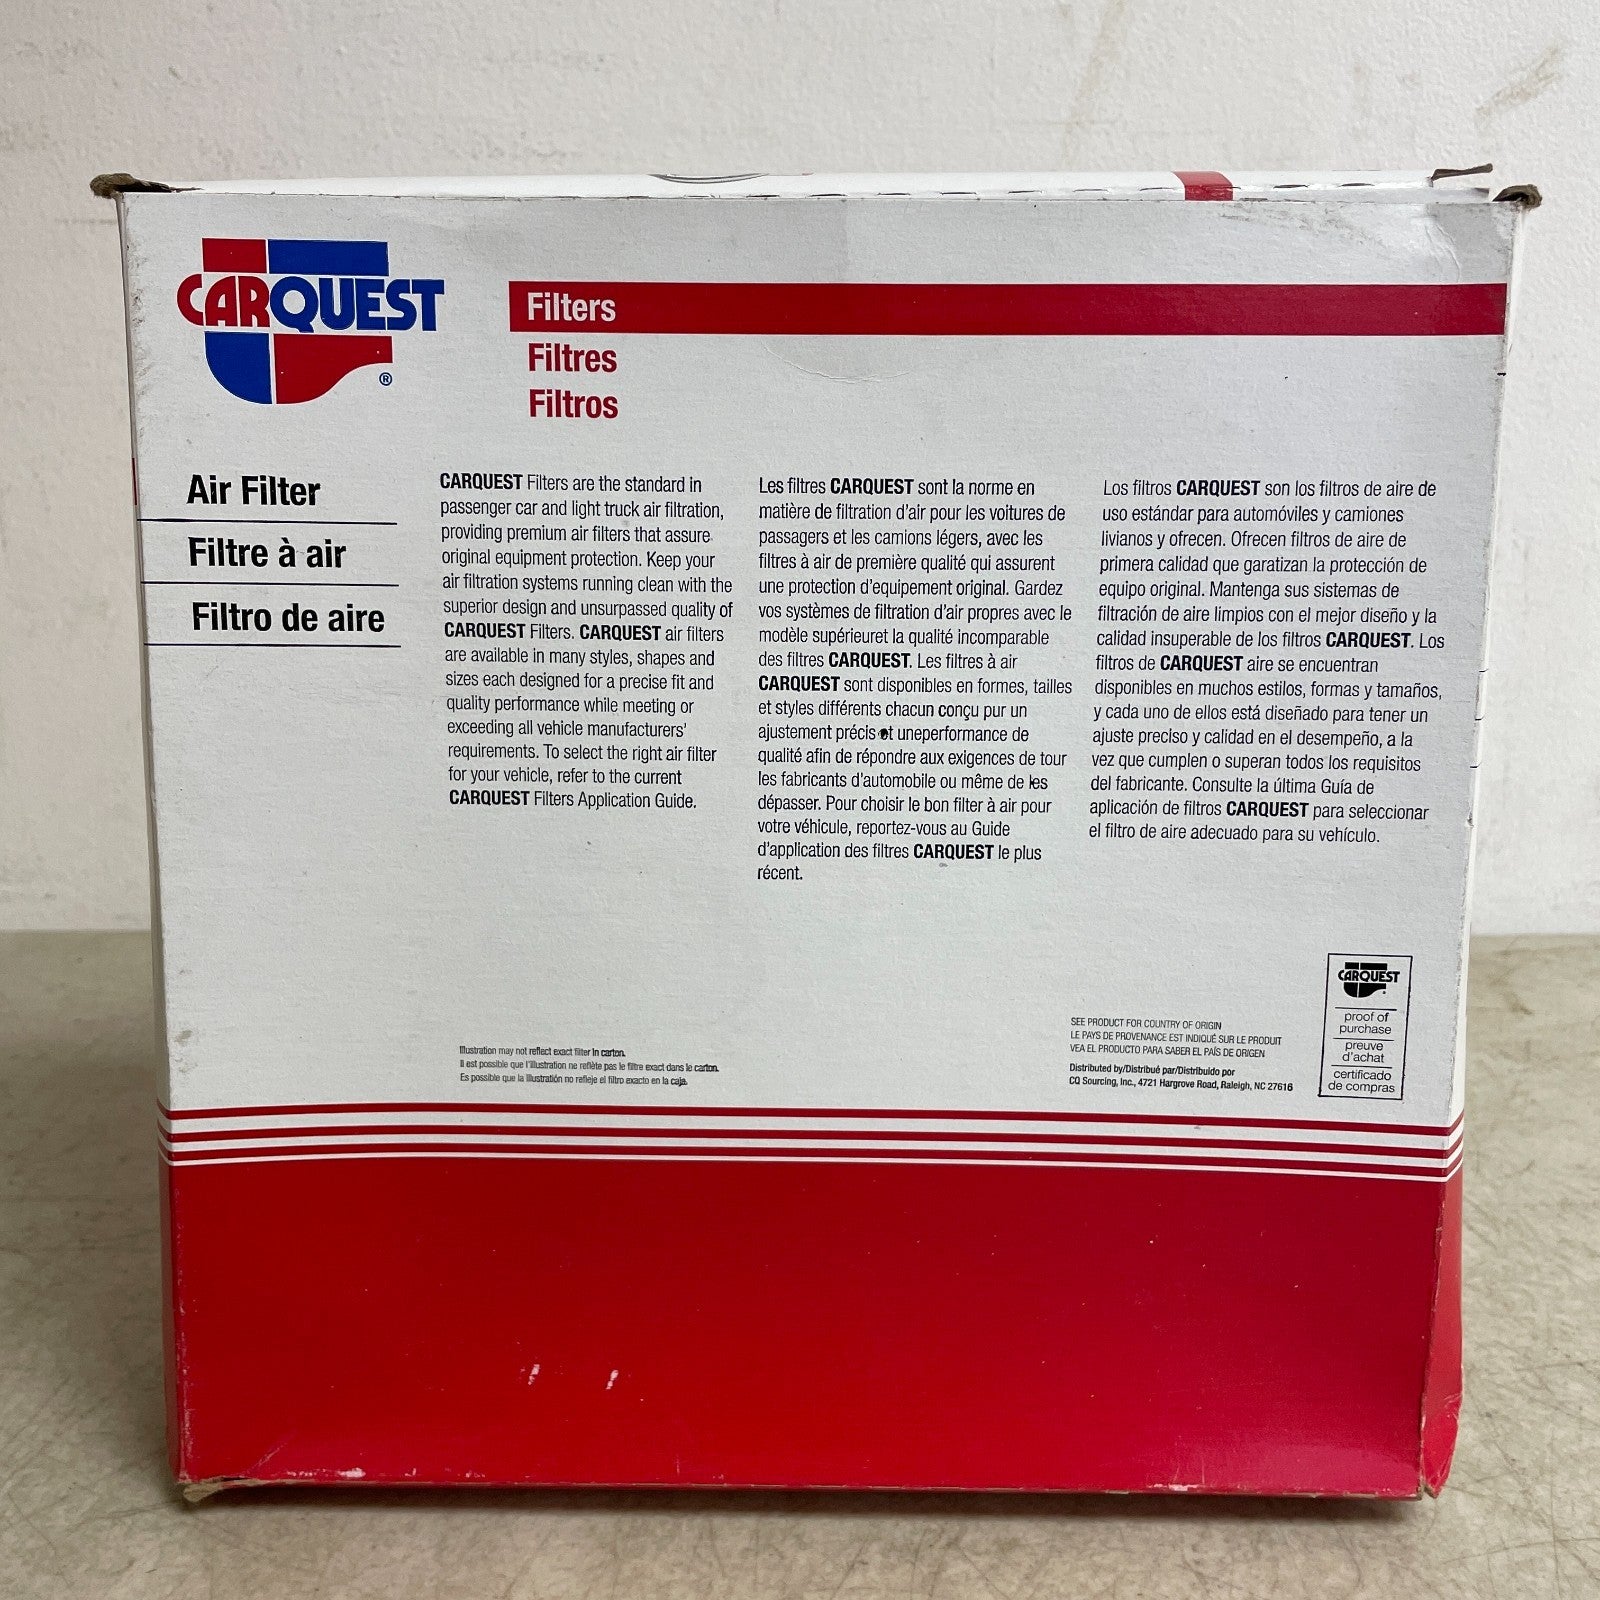 CARQUEST
®
Filters
Filtres
Filtros
Air Filter
Filtre à air
Filtro de aire
CARQUEST Filters are the standard in
passenger car and light truck air filtration,
providing premium air filters that assure
original equipment protection. Keep your
air filtration systems running clean with the
superior design and unsurpassed quality of
CARQUEST Filters. CARQUEST air filters
are available in many styles, shapes and
sizes each designed for a precise fit and
quality performance while meeting or
exceeding all vehicle manufacturers'
requirements. To select the right air filter
for your vehicle, refer to the current
CARQUEST Filters Application Guide.
Les filtres CARQUEST sont la norme en
matière de filtration d'air pour les voitures de
passagers et les camions légers, avec les
filtres à air de première qualité qui assurent
une protection d'equipement original. Gardez
vos systèmes de filtration d'air propres avec le
modèle supérieuret la qualité incomparable
des filtres CARQUEST. Les filtres à air
CARQUEST sont disponibles en formes, tailles
et styles différents chacun conçu pur un
ajustement précis et uneperformance de
qualité afin de répondre aux exigences de tour
les fabricants d'automobile ou même de les
dépasser. Pour choisir le bon filter à air pour
votre véhicule, reportez-vous au Guide
d'application des filtres CARQUEST le plus
récent.
Los filtros CARQUEST son los filtros de aire de
uso estándar para automóviles y camiones
livianos y ofrecen. Ofrecen filtros de aire de
primera calidad que garatizan la protección de
equipo original. Mantenga sus sistemas de
filtración de aire limpios con el mejor diseño y la
calidad insuperable de los filtros CARQUEST. Los
filtros de CARQUEST aire se encuentran
disponibles en muchos estilos, formas y tamaños,
y cada uno de ellos está diseñado para tener un
ajuste preciso y calidad en el desempeño, a la
vez que cumplen o superan todos los requisitos
del fabricante. Consulte la última Guía de
aplicación de filtros CARQUEST para seleccionar
el filtro de aire adecuado para su vehículo.
Illustration may not reflect exact filter in carton.
Il est possible que l'illustration ne reflète pas le filtre exact dans le carton.
Es possible que la illustratión no refleje el filtro exacto en la caja.
SEE PRODUCT FOR COUNTRY OF ORIGIN
LE PAYS DE PROVENANCE EST INDIQUÉ SUR LE PRODUIT
VEA EL PRODUCTO PARA SABER EL PAÍS DE ORIGEN
Distributed by/Distribué par/Distribuido por
CQ Sourcing, Inc., 4721 Hargrove Road, Raleigh, NC 27616
CARQUEST
proof of
purchase
preuve
d'achat
certificado
de compras